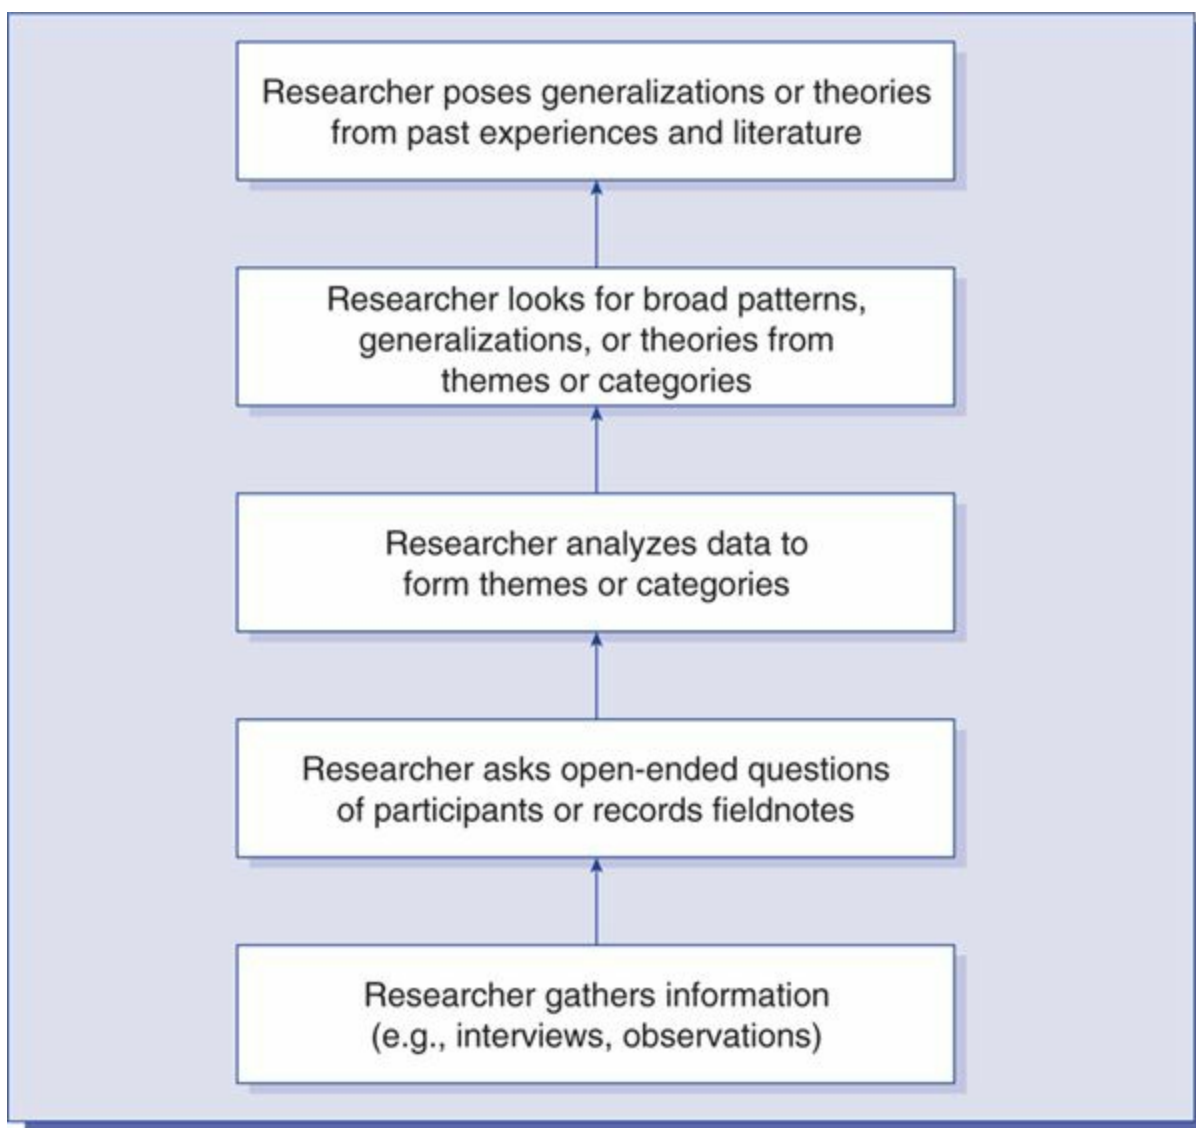 Researcher poses generalizations or theories
from past experiences and literature
Researcher looks for broad patterns,
generalizations, or theories from
themes or categories
Researcher analyzes data to
form themes or categories
Researcher asks open-ended questions
of participants or records fieldnotes
Researcher gathers information
(e.g., interviews, observations)